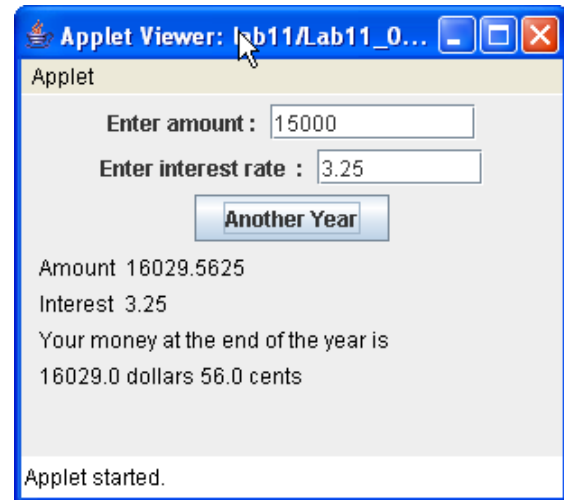 Applet Viewer: lab11/Lab11_0...
Applet
Enter amount : 15000
Enter interest rate : 3.25
Another Year
Amount 16029.5625
Interest 3.25
Your money at the end of the year is
16029.0 dollars 56.0 cents
Applet started.